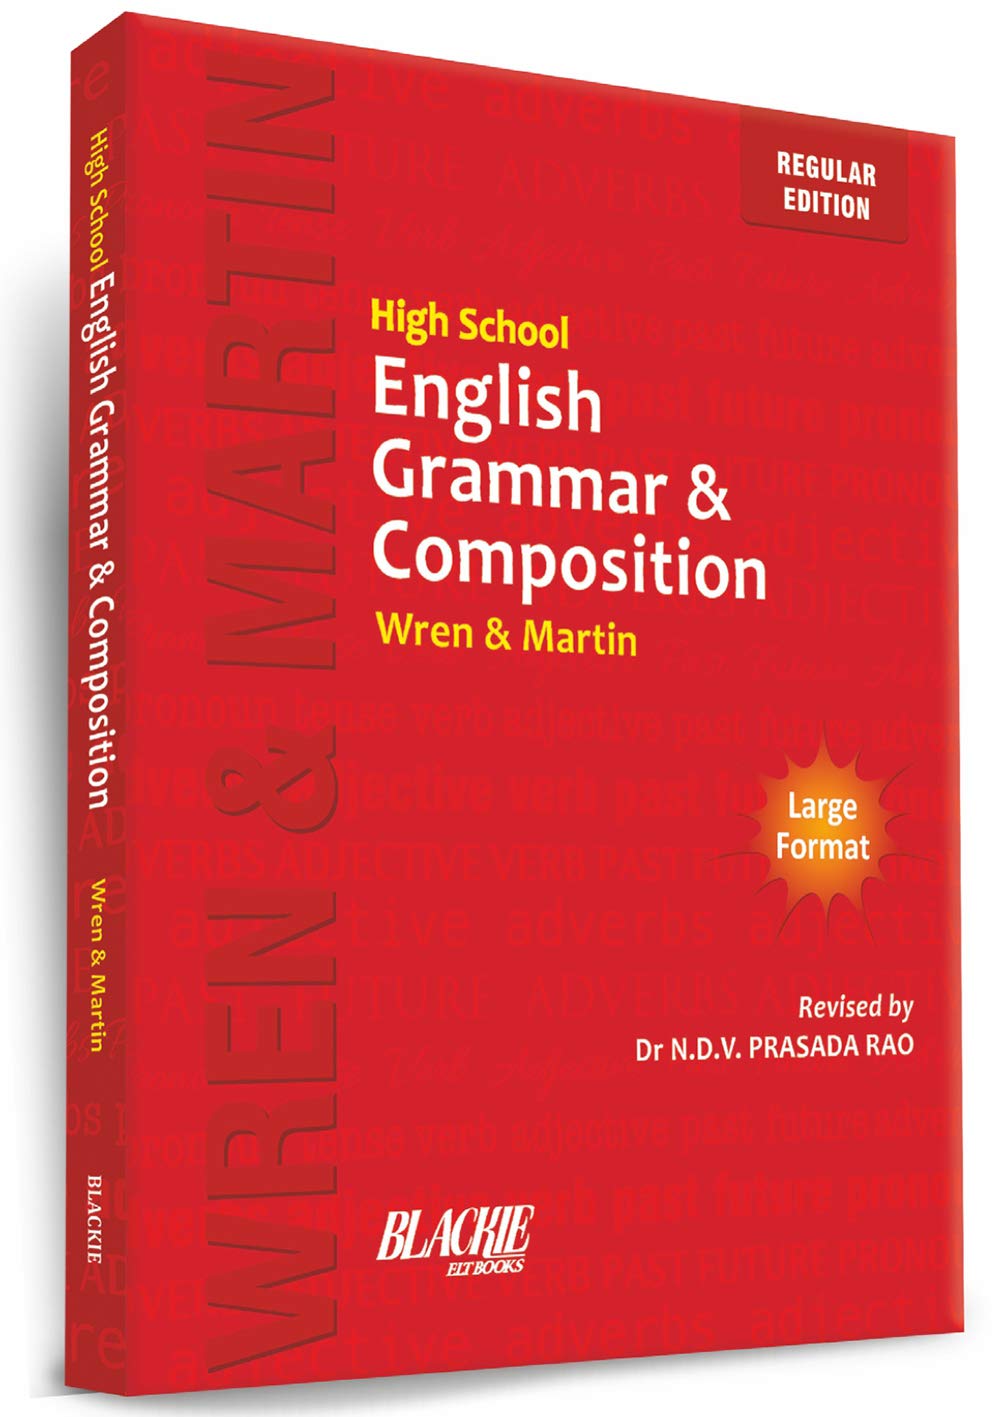 REGULAR
EDITION
High School
English
Grammar &
Composition
Wren & Martin
WREN & MARTIN
Large
Format
Revised by
Dr N.D.V. PRASADA RAO
BLACKIE
ELT BOOKS
High School English Grammar & Composition
Wren & Martin
BLACKIE